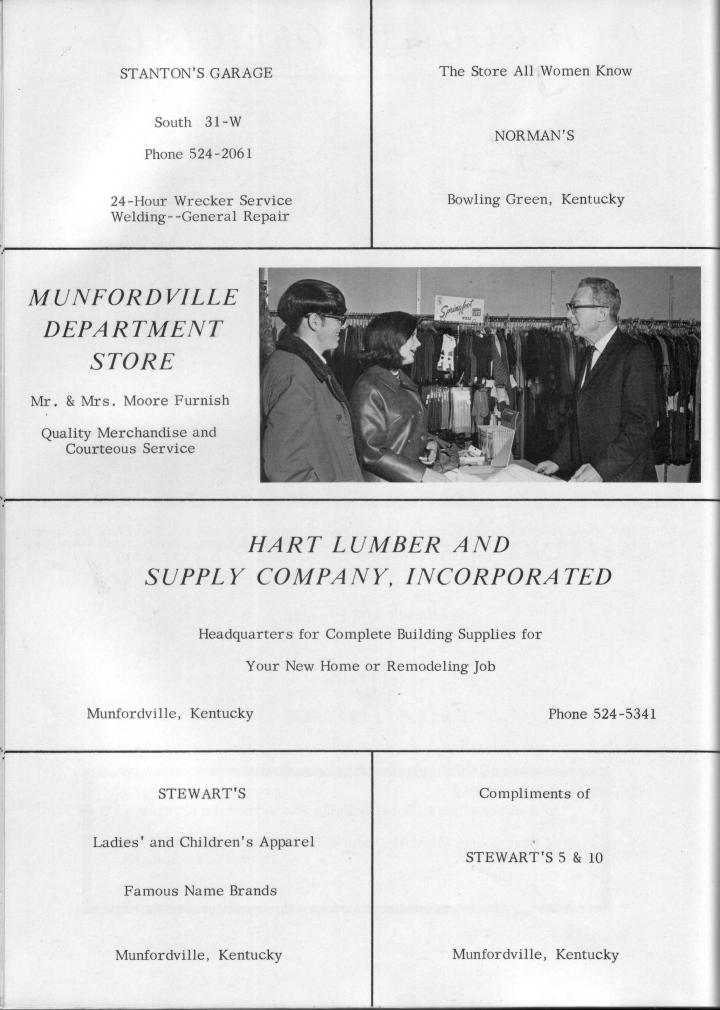 STANTON'S GARAGE
South 31-W
Phone 524-2061
24-Hour Wrecker Service
Welding--General Repair
The Store All Women Know
NORMAN'S
Bowling Green, Kentucky
MUNFORDVILLE
DEPARTMENT
STORE
Mr. & Mrs. Moore Furnish
Quality Merchandise and
Courteous Service
Springfoot
HART LUMBER AND
SUPPLY COMPANY, INCORPORATED
Headquarters for Complete Building Supplies for
Your New Home or Remodeling Job
Munfordville, Kentucky
Phone 524-5341
STEWART'S
Ladies' and Children's Apparel
Famous Name Brands
Munfordville, Kentucky
Compliments of
STEWART'S 5 & 10
Munfordville, Kentucky